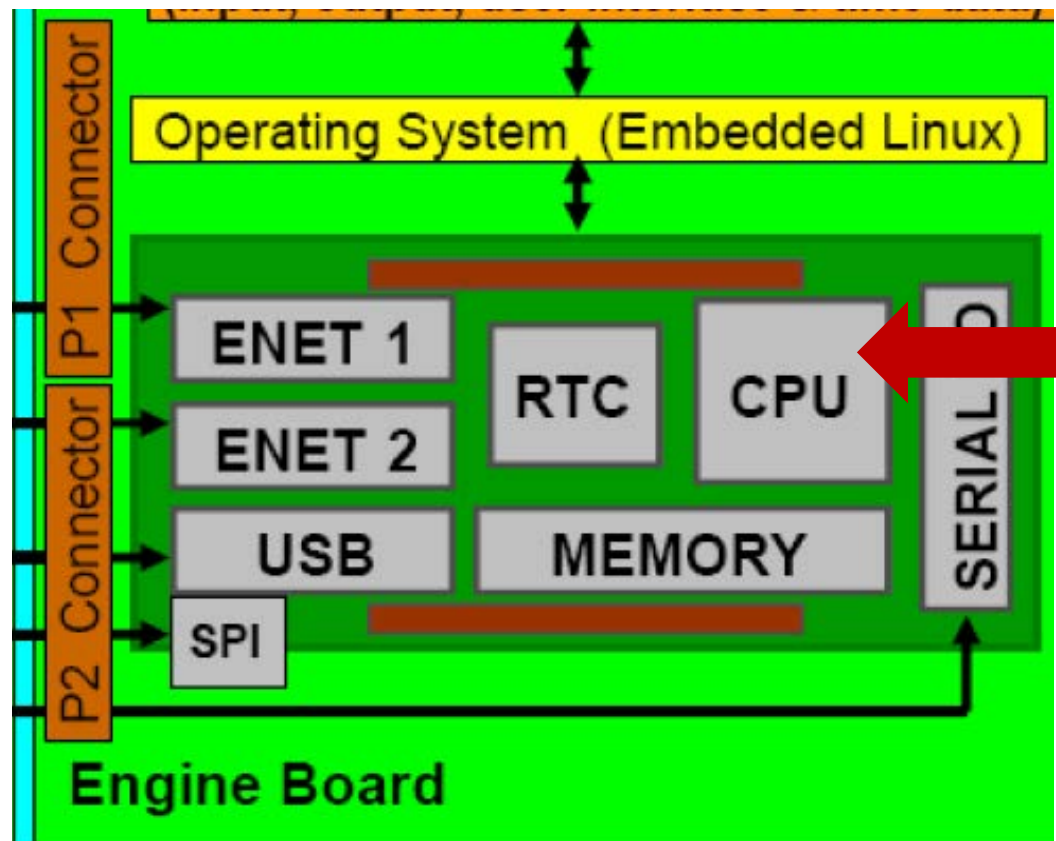 Operating System (Embedded Linux)
P1 Connector
P2 Connector
ENET 1
ENET 2
USB
SPI
RTC
CPU
MEMORY
SERIAL
Engine Board